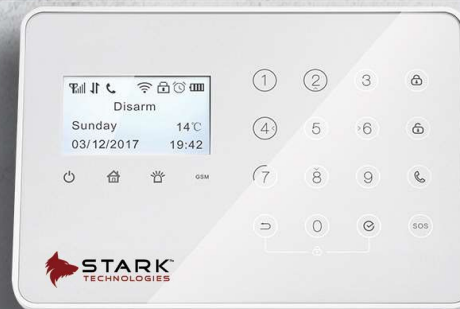 Disarm
Sunday 14℃
03/12/2017 19:42
GSM
1 2 3
4 5 6
7 8 9
0 SOS
STARK™
TECHNOLOGIES